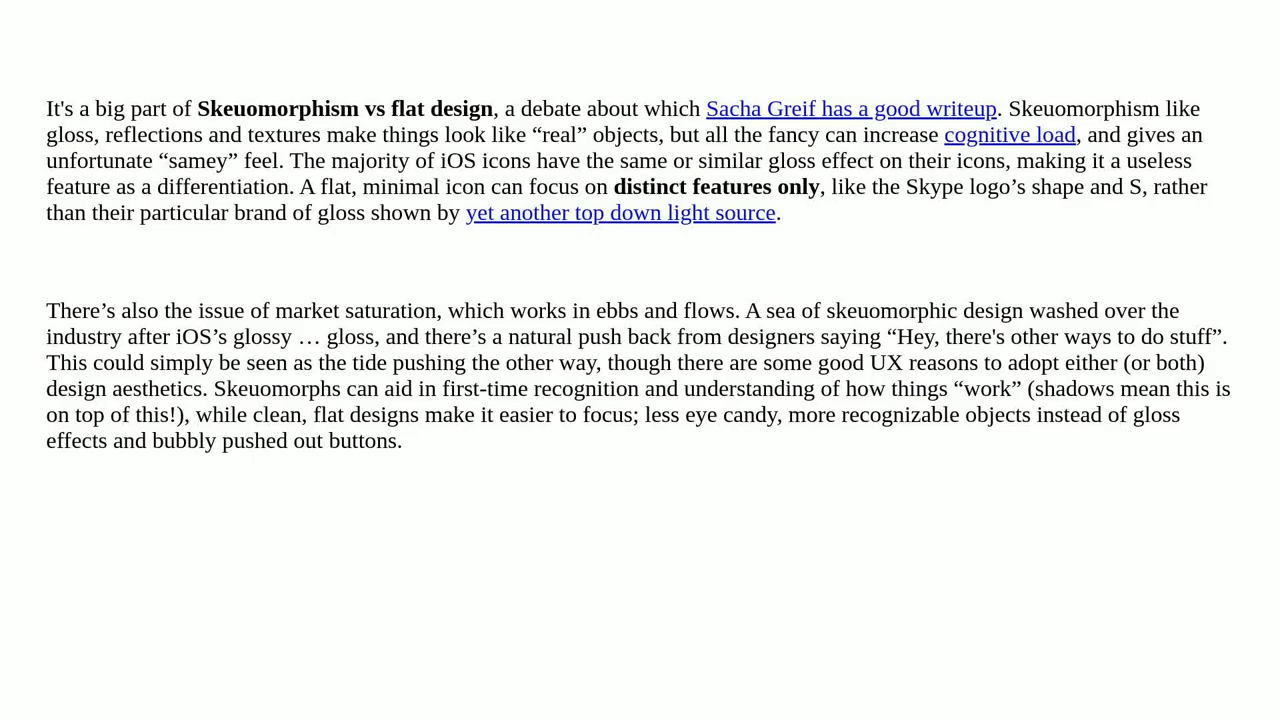 It's a big part of Skeuomorphism vs flat design, a debate about which Sacha Greif has a good writeup. Skeuomorphism like
gloss, reflections and textures make things look like “real” objects, but all the fancy can increase cognitive load, and gives an
unfortunate “samey” feel. The majority of iOS icons have the same or similar gloss effect on their icons, making it a useless
feature as a differentiation. A flat, minimal icon can focus on distinct features only, like the Skype logo’s shape and S, rather
than their particular brand of gloss shown by yet another top down light source.
There’s also the issue of market saturation, which works in ebbs and flows. A sea of skeuomorphic design washed over the
industry after iOS’s glossy … gloss, and there’s a natural push back from designers saying “Hey, there's other ways to do stuff”.
This could simply be seen as the tide pushing the other way, though there are some good UX reasons to adopt either (or both)
design aesthetics. Skeuomorphs can aid in first-time recognition and understanding of how things “work” (shadows mean this is
on top of this!), while clean, flat designs make it easier to focus; less eye candy, more recognizable objects instead of gloss
effects and bubbly pushed out buttons.